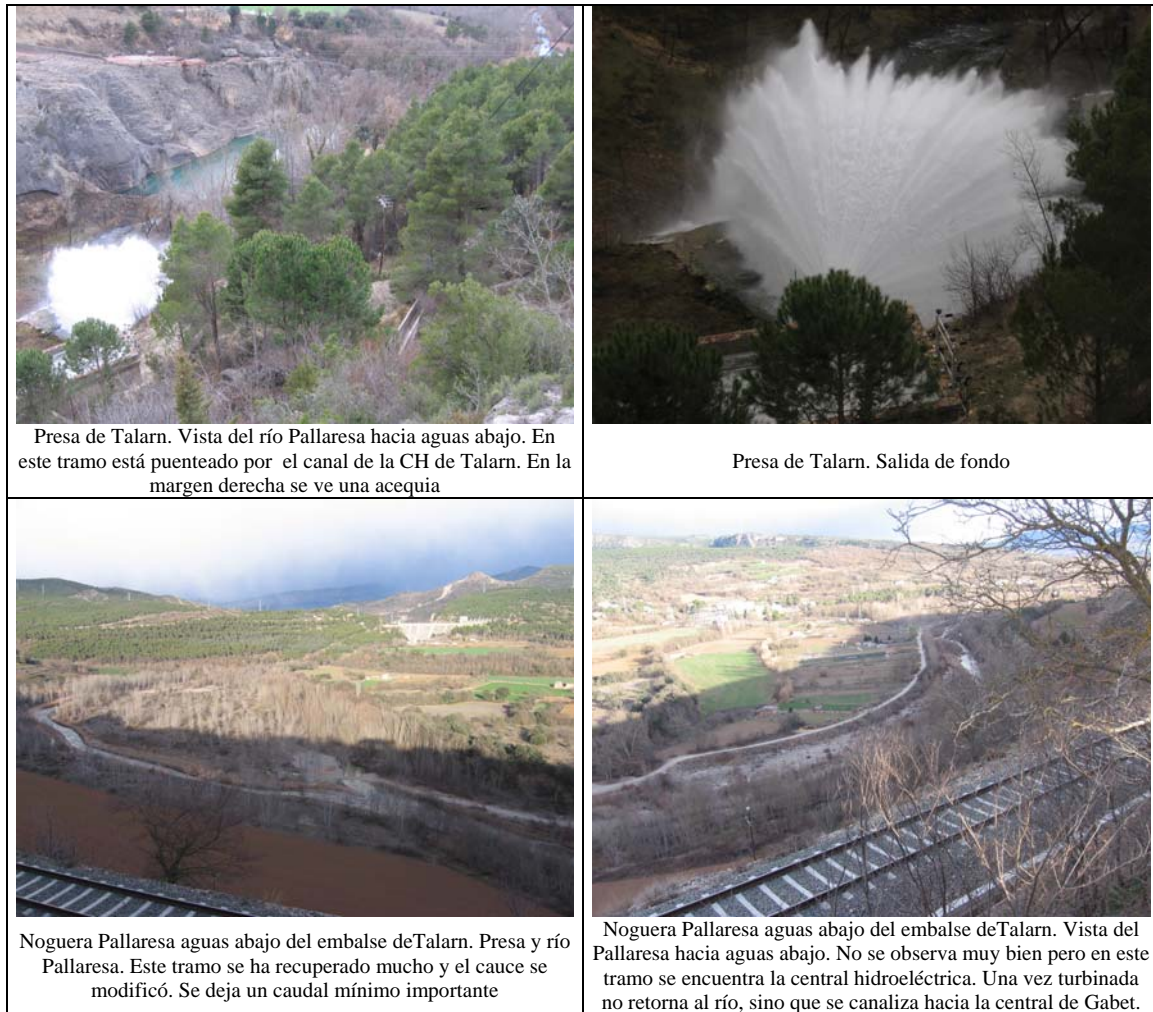 Presa de Talarn. Vista del río Pallaresa hacia aguas abajo. En
este tramo está puenteado por el canal de la CH de Talarn. En la
margen derecha se ve una acequia
Presa de Talarn. Salida de fondo
Noguera Pallaresa aguas abajo del embalse deTalarn. Presa y río
Pallaresa. Este tramo se ha recuperado mucho y el cauce se
modificó. Se deja un caudal mínimo importante
Noguera Pallaresa aguas abajo del embalse deTalarn. Vista del
Pallaresa hacia aguas abajo. No se observa muy bien pero en este
tramo se encuentra la central hidroeléctrica. Una vez turbinada
no retorna al río, sino que se canaliza hacia la central de Gabet.